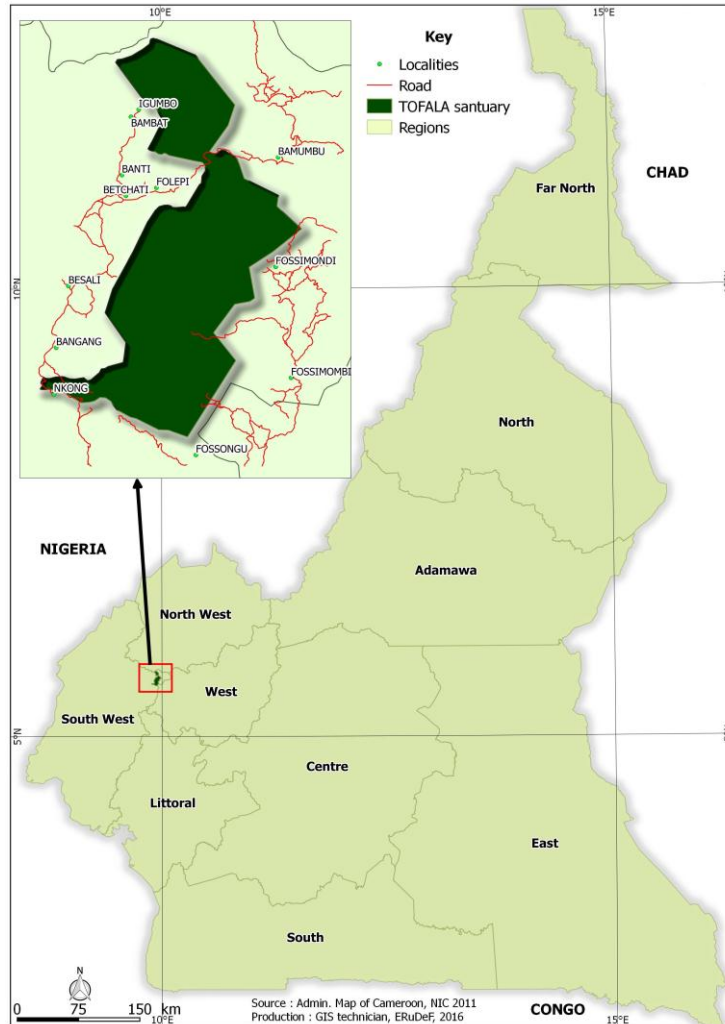 10°E
15°E
Key
Localities
Road
TOFALA santuary
Regions
IGUMBO
BAMBAT
BAMUMBU
BANTI
FOLEPI
BETCHATI
FOSSIMONDI
BESALI
BANGANG
FOSSIMOMBI
NKONG
FOSSONGU
10°N
CHAD
Far North
North
NIGERIA
Adamawa
North West
West
South West
5°N
Centre
Littoral
East
South
N
0 75 150 km
10°E
15°E
Source : Admin. Map of Cameroon, NIC 2011
Production : GIS technician, ERuDeF, 2016
CONGO